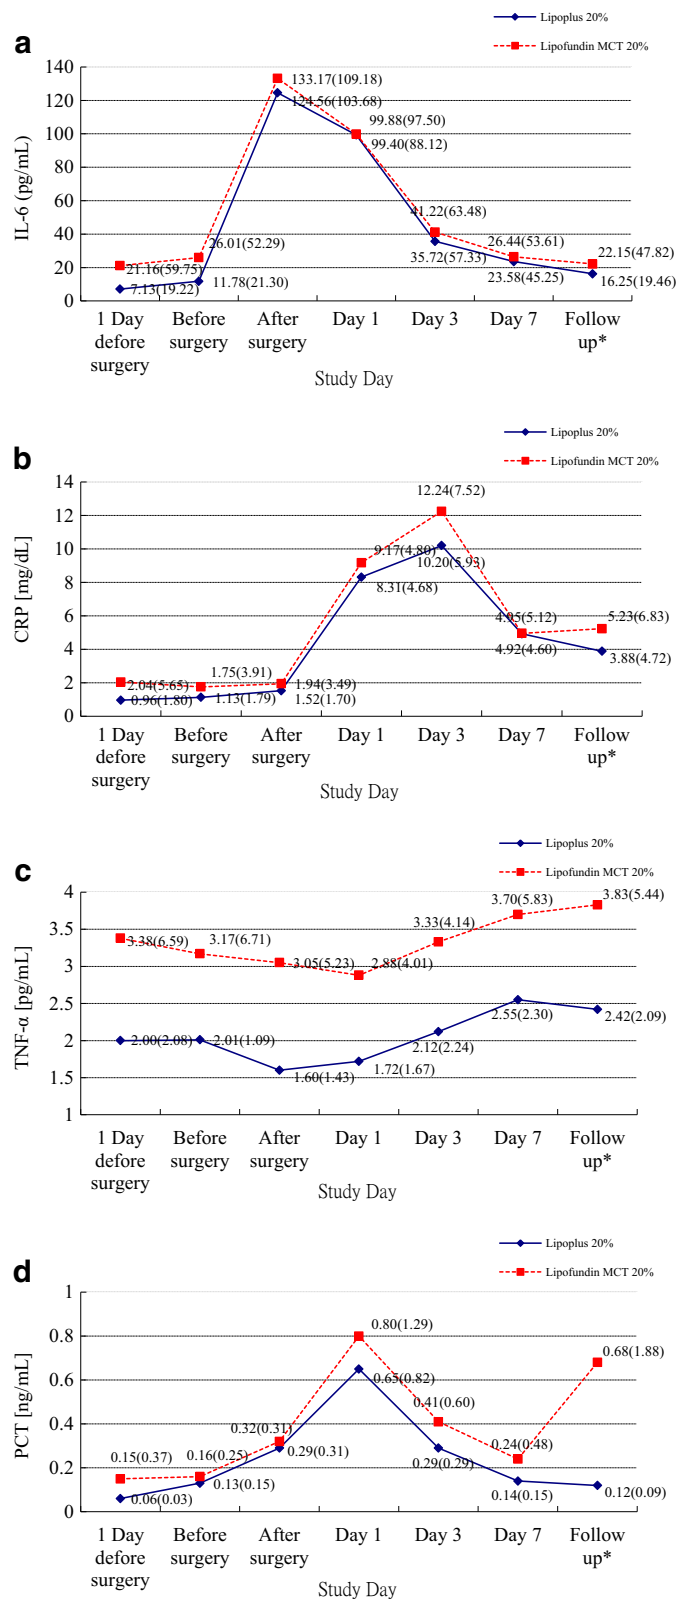 Lipoplus 20%
a
Lipofundin MCT 20%
140
120
100
80
60
40
20
0
IL-6 (pg/mL)
133.17(109.18)
124.56(103.68)
99.88(97.50)
99.40(88.12)
41.22(63.48)
35.72(57.33)
26.44(53.61)
23.58(45.25)
22.15(47.82)
16.25(19.46)
26.01(52.29)
21.16(59.75)
11.78(21.30)
7.13(19.22)
1 Day defore surgery
Before surgery
After surgery
Day 1
Day 3
Day 7
Follow up*
Study Day
Lipoplus 20%
b
Lipofundin MCT 20%
14
12
10
8
6
4
2
0
CRP [mg/dL]
12.24(7.52)
9.17(4.80)
10.20(5.93)
8.31(4.68)
4.95(5.12)
4.92(4.60)
5.23(6.83)
3.88(4.72)
2.04(5.65)
0.96(1.80)
1.75(3.91)
1.13(1.79)
1.94(3.49)
1.52(1.70)
1 Day defore surgery
Before surgery
After surgery
Day 1
Day 3
Day 7
Follow up*
Study Day
Lipoplus 20%
c
Lipofundin MCT 20%
4
3.5
3
2.5
2
1.5
1
TNF-α [pg/mL]
3.38(6.59)
3.17(6.71)
3.05(5.23)
2.88(4.01)
3.33(4.14)
3.70(5.83)
3.83(5.44)
2.00(2.08)
2.01(1.09)
1.60(1.43)
1.72(1.67)
2.12(2.24)
2.55(2.30)
2.42(2.09)
1 Day defore surgery
Before surgery
After surgery
Day 1
Day 3
Day 7
Follow up*
Study Day
Lipoplus 20%
d
Lipofundin MCT 20%
1
0.8
0.6
0.4
0.2
0
PCT [ng/mL]
0.15(0.37)
0.16(0.25)
0.32(0.31)
0.80(1.29)
0.41(0.60)
0.24(0.48)
0.68(1.88)
0.06(0.03)
0.13(0.15)
0.29(0.31)
0.65(0.82)
0.29(0.29)
0.14(0.15)
0.12(0.09)
1 Day defore surgery
Before surgery
After surgery
Day 1
Day 3
Day 7
Follow up*
Study Day